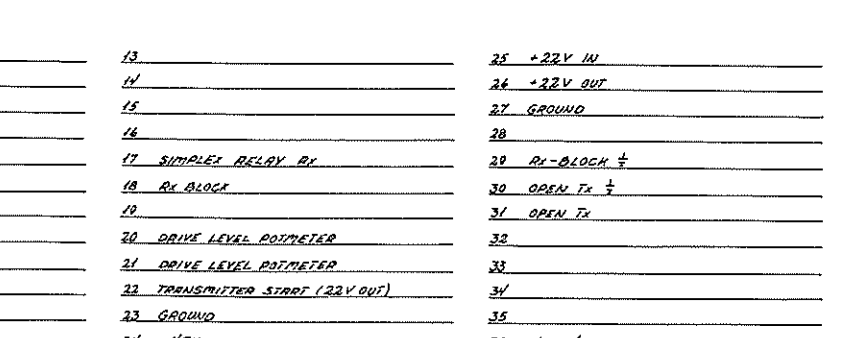 13
14
15
16
17 SIMPLEX RELAY Rx
18 Rx BLOCK
19
20 DRIVE LEVEL POTMETER
21 DRIVE LEVEL POTMETER
22 TRANSMITTER START (22V OUT)
23 GROUND
25 +22V IN
26 +22V OUT
27 GROUND
28
29 Rx-BLOCK ½
30 OPEN Tx ½
31 OPEN Tx
32
33
34
35